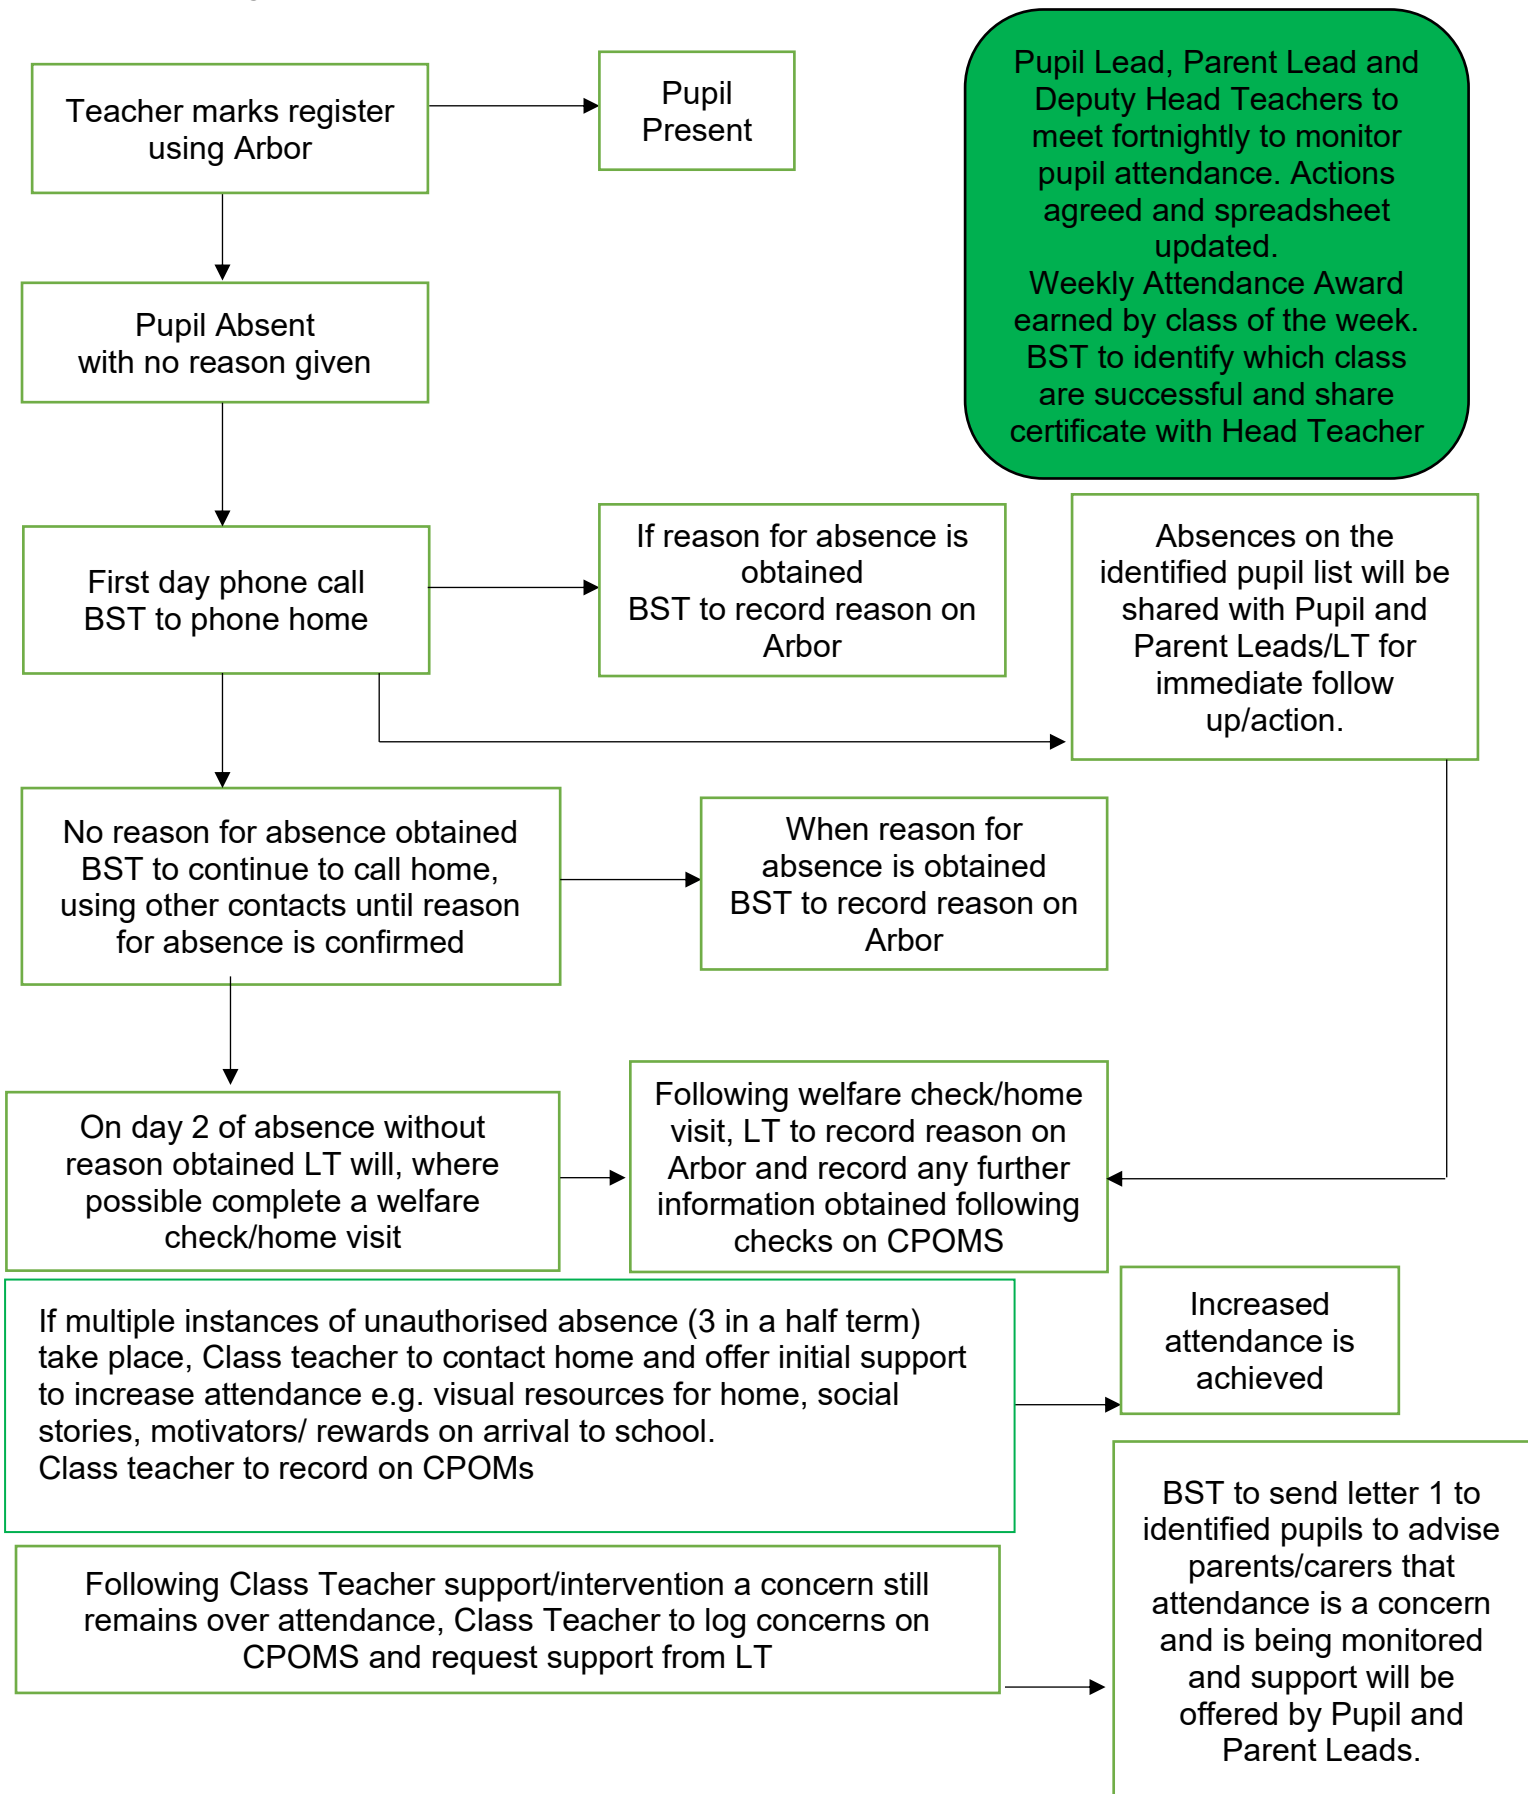 Teacher marks register
using Arbor
Pupil
Present
Pupil Lead, Parent Lead and
Deputy Head Teachers to
meet fortnightly to monitor
pupil attendance. Actions
agreed and spreadsheet
updated.
Weekly Attendance Award
earned by class of the week.
BST to identify which class
are successful and share
certificate with Head Teacher
Pupil Absent
with no reason given
First day phone call
BST to phone home
If reason for absence is
obtained
BST to record reason on
Arbor
Absences on the
identified pupil list will be
shared with Pupil and
Parent Leads/LT for
immediate follow
up/action.
No reason for absence obtained
BST to continue to call home,
using other contacts until reason
for absence is confirmed
When reason for
absence is obtained
BST to record reason on
Arbor
On day 2 of absence without
reason obtained LT will, where
possible complete a welfare
check/home visit
Following welfare check/home
visit, LT to record reason on
Arbor and record any further
information obtained following
checks on CPOMS
If multiple instances of unauthorised absence (3 in a half term)
take place, Class teacher to contact home and offer initial support
to increase attendance e.g. visual resources for home, social
stories, motivators/ rewards on arrival to school.
Class teacher to record on CPOMs
Increased
attendance is
achieved
Following Class Teacher support/intervention a concern still
remains over attendance, Class Teacher to log concerns on
CPOMS and request support from LT
BST to send letter 1 to
identified pupils to advise
parents/carers that
attendance is a concern
and is being monitored
and support will be
offered by Pupil and
Parent Leads.